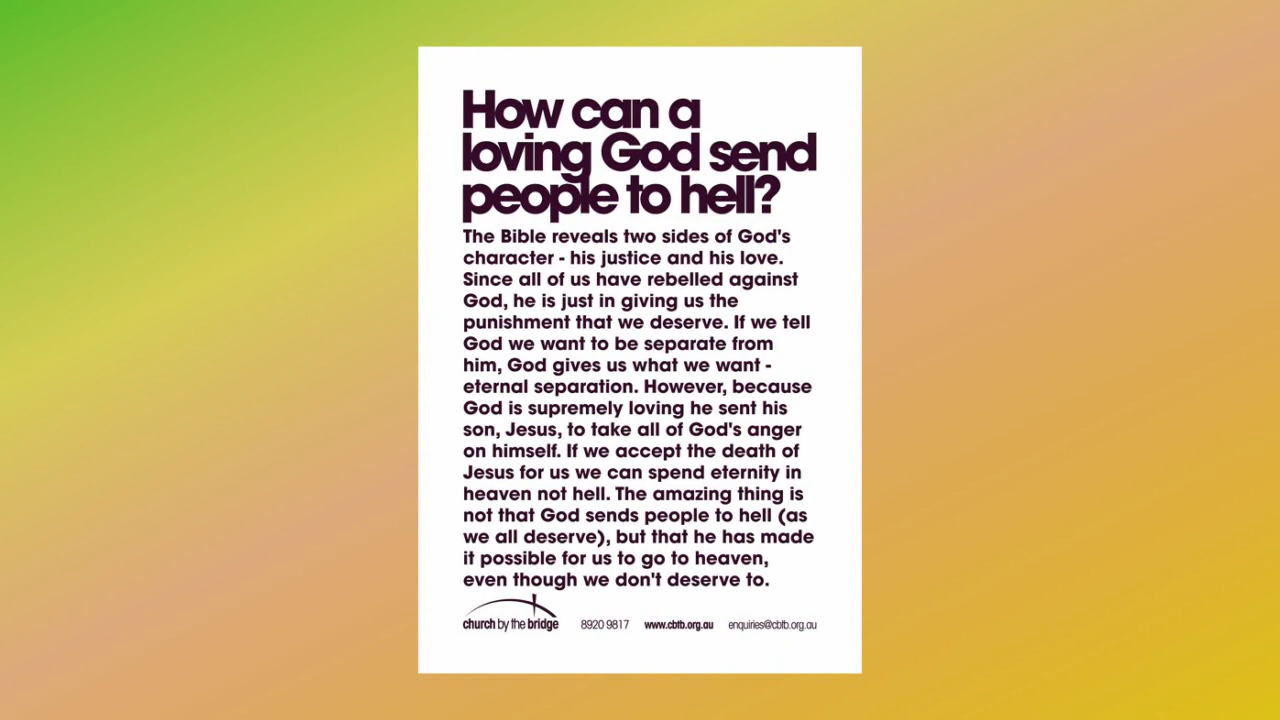 How can a
loving God send
people to hell?
The Bible reveals two sides of God's
character - his justice and his love.
Since all of us have rebelled against
God, he is just in giving us the
punishment that we deserve. If we tell
God we want to be separate from
him, God gives us what we want -
eternal separation. However, because
God is supremely loving he sent his
son, Jesus, to take all of God's anger
on himself. If we accept the death of
Jesus for us we can spend eternity in
heaven not hell. The amazing thing is
not that God sends people to hell (as
we all deserve), but that he has made
it possible for us to go to heaven,
even though we don't deserve to.
church by the bridge 8920 9817 www.cbtb.org.au enquiries@cbtb.org.au